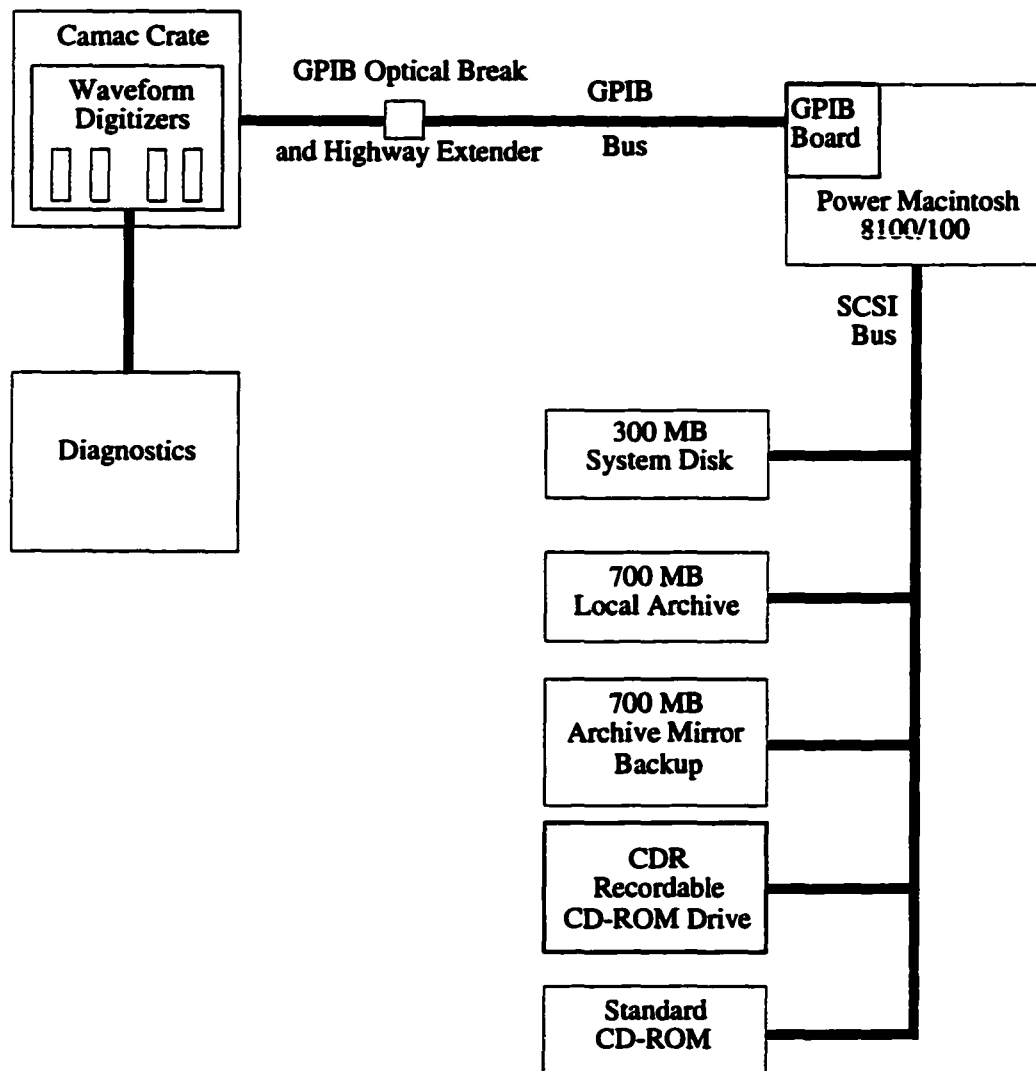 Camac Crate
Waveform
Digitizers
GPIB Optical Break
and Highway Extender
GPIB
Bus
GPIB
Board
Power Macintosh
8100/100
SCSI
Bus
Diagnostics
300 MB
System Disk
700 MB
Local Archive
700 MB
Archive Mirror
Backup
CDR
Recordable
CD-ROM Drive
Standard
CD-ROM